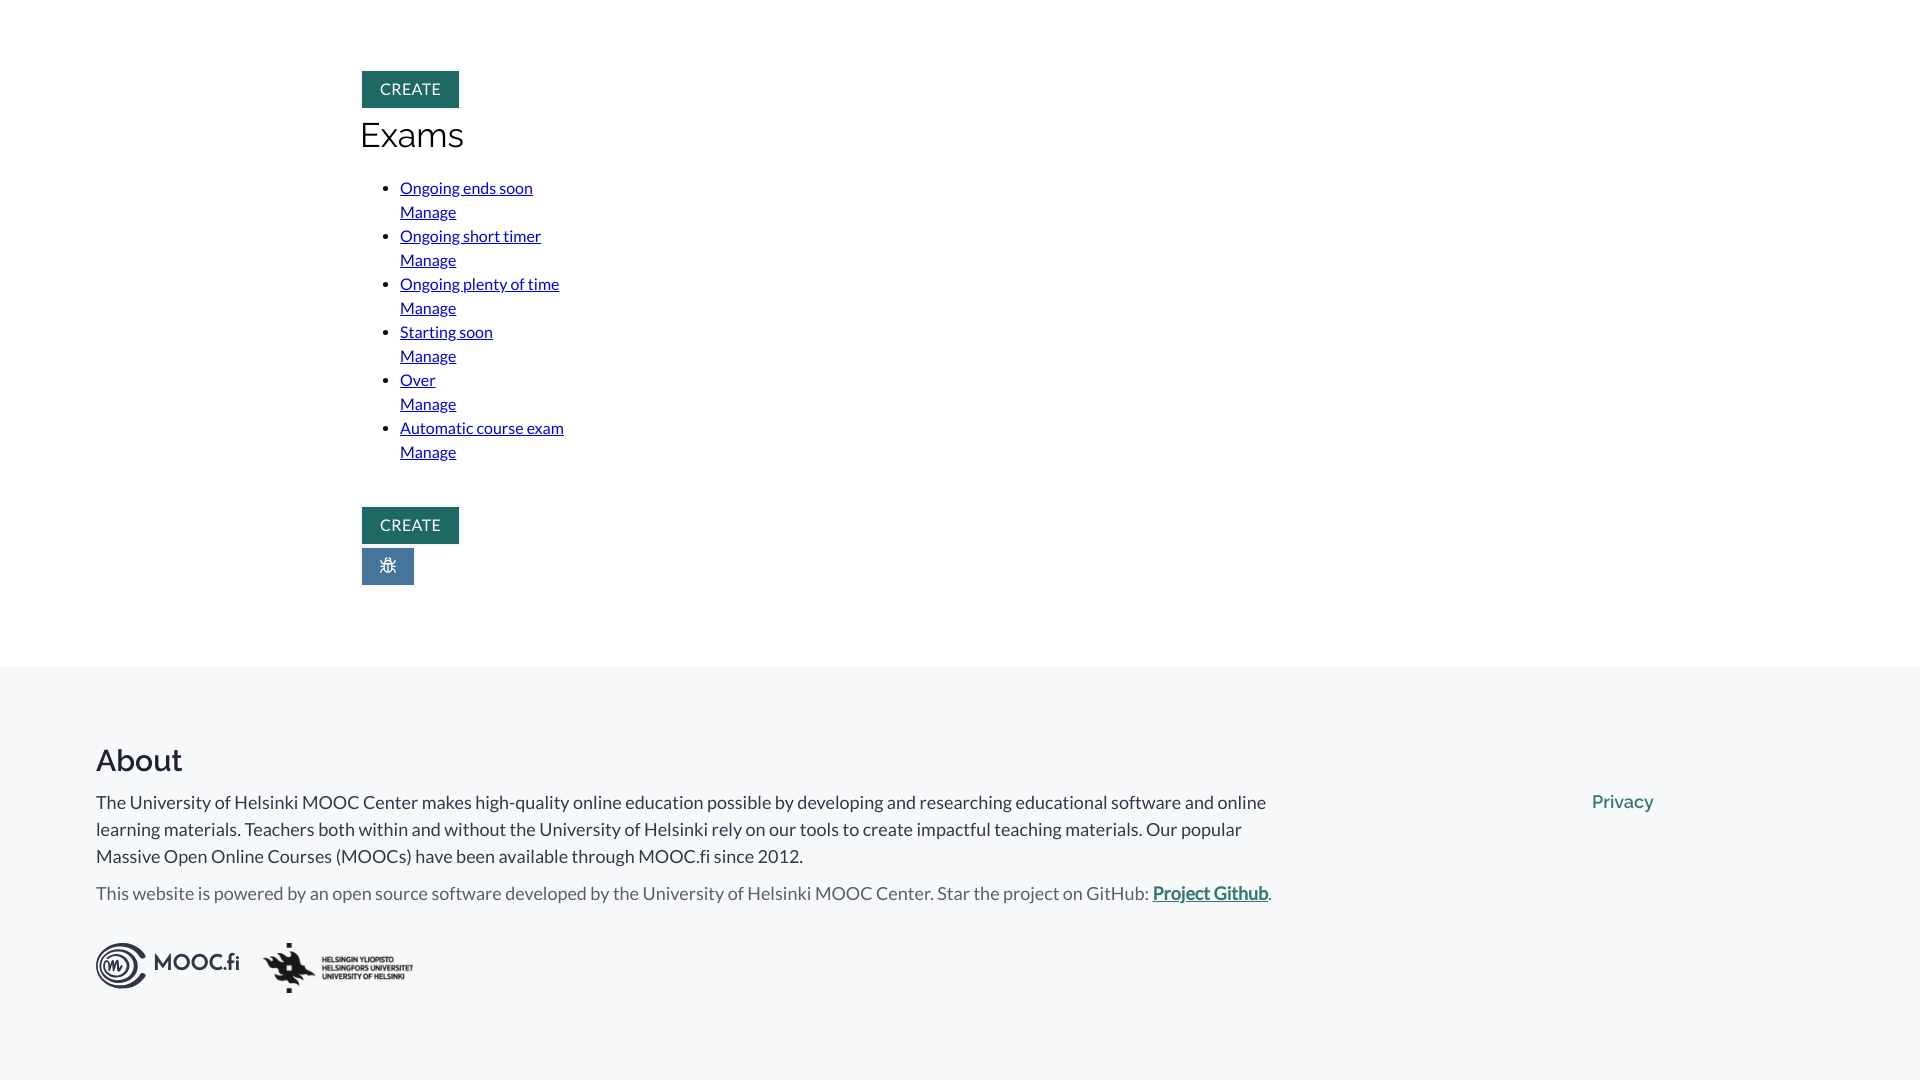 CREATE
Exams
Ongoing ends soon
Manage
Ongoing short timer
Manage
Ongoing plenty of time
Manage
Starting soon
Manage
Over
Manage
Automatic course exam
Manage
CREATE
About
The University of Helsinki MOOC Center makes high-quality online education possible by developing and researching educational software and online
learning materials. Teachers both within and without the University of Helsinki rely on our tools to create impactful teaching materials. Our popular
Massive Open Online Courses (MOOCs) have been available through MOOC.fi since 2012.
Privacy
This website is powered by an open source software developed by the University of Helsinki MOOC Center. Star the project on GitHub: Project Github.
MOOC.fi
HELSINGIN YLIOPISTO
HELSINGFORS UNIVERSITET
UNIVERSITY OF HELSINKI